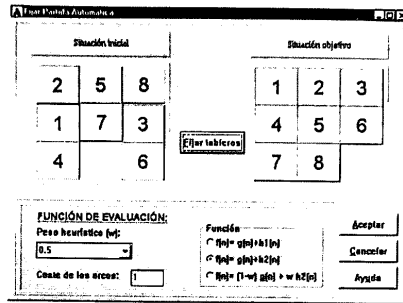 Fijar Partida Automática
Situación inicial
Situación objetivo
2 5 8
1 7 3
4 6
1 2 3
4 5 6
7 8
Fijar tableros
FUNCIÓN DE EVALUACIÓN:
Peso heurístico (w):
0.5
Coste de los arcos: 1
Función
f[n]= g[n]+h1[n]
f[n]= g[n]+h2[n]
f[n]= (1-w) g[n] + w h2[n]
Aceptar
Cancelar
Ayuda